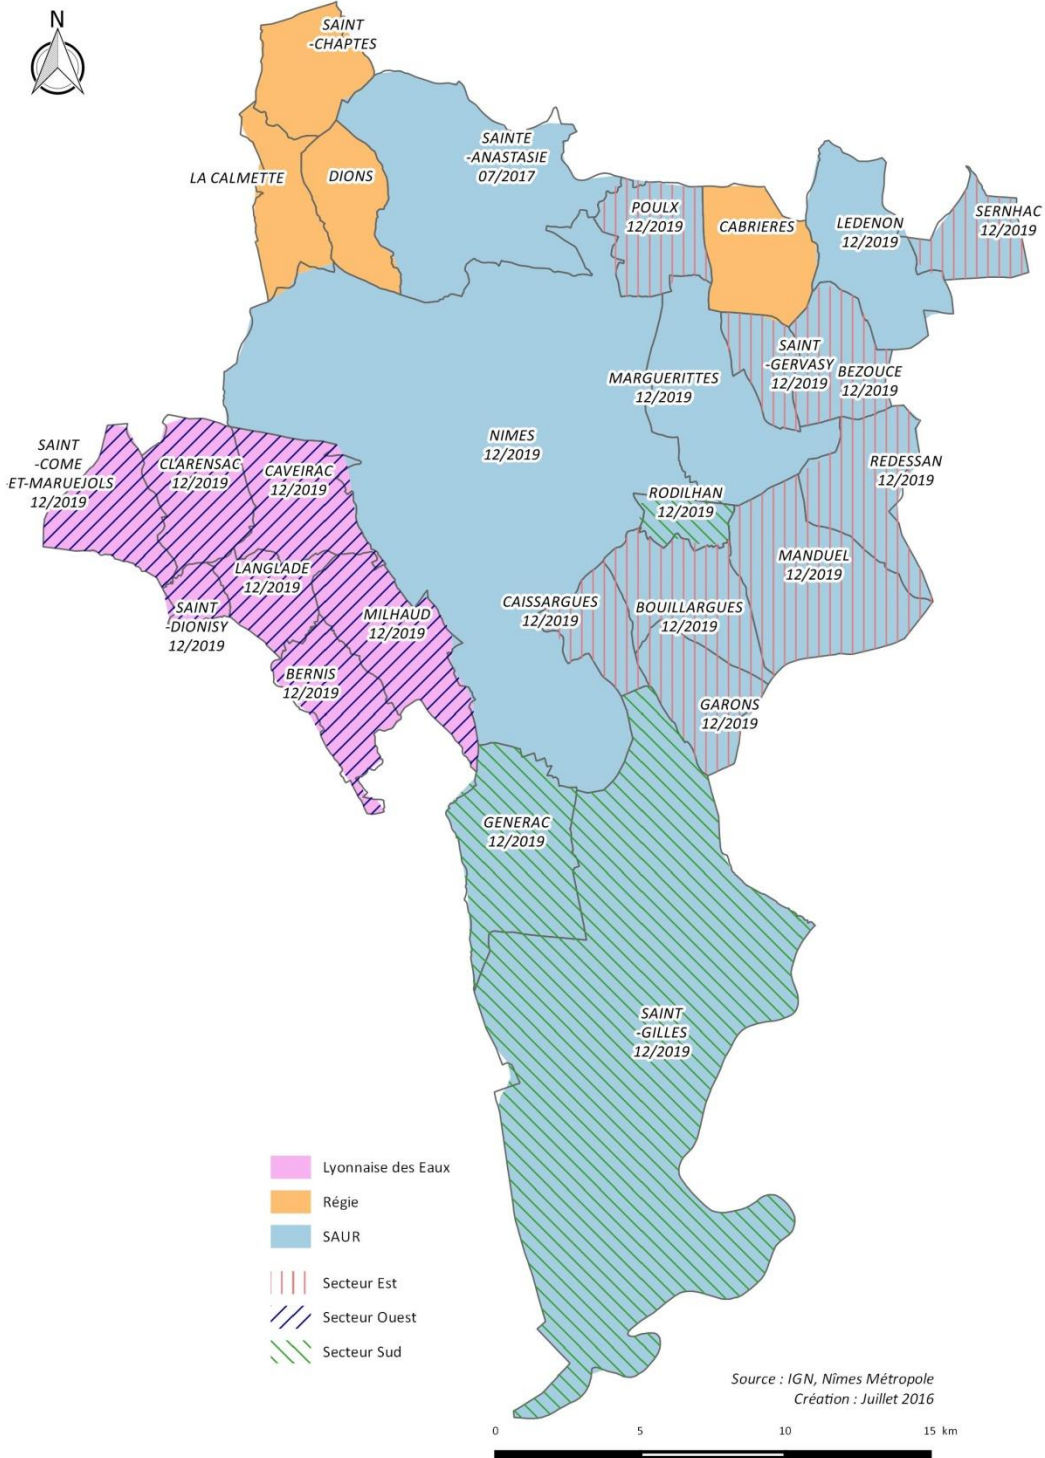 N
SAINT
-CHAPTES
SAINTE
-ANASTASIE
07/2017
LA CALMETTE
DIONS
POULX
12/2019
CABRIERES
LEDENON
12/2019
SERNHAC
12/2019
SAINT
-GERVASY
12/2019
BEZOUCE
12/2019
MARGUERITTES
12/2019
NIMES
12/2019
SAINT
-COME
-ET-MARUEJOLS
12/2019
CLARENSAC
12/2019
CAVEIRAC
12/2019
REDESSAN
12/2019
RODILHAN
12/2019
MANDUEL
12/2019
LANGLADE
12/2019
SAINT
-DIONISY
12/2019
MILHAUD
12/2019
CAISSARGUES
12/2019
BOUILLARGUES
12/2019
BERNIS
12/2019
GARONS
12/2019
GENERAC
12/2019
SAINT
-GILLES
12/2019
Lyonnaise des Eaux
Régie
SAUR
Secteur Est
Secteur Ouest
Secteur Sud
Source : IGN, Nîmes Métropole
Création : Juillet 2016
0 5 10 15 km